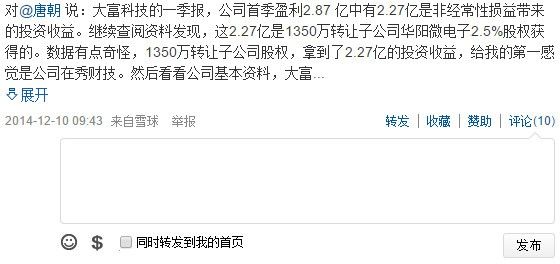 对@唐朝 说：大富科技的一季报，公司首季盈利2.87 亿中有2.27亿是非经常性损益带来
的投资收益。继续查阅资料发现，这2.27亿是1350万转让子公司华阳微电子2.5%股权获
得的。数据有点奇怪，1350万转让子公司股权，拿到了2.27亿的投资收益，给我的第一感
觉是公司在秀财技。然后看看公司基本资料，大富...
展开
2014-12-10 09:43 来自雪球 举报 转发 | 收藏 | 赞助 | 评论(10)
同时转发到我的首页 发布